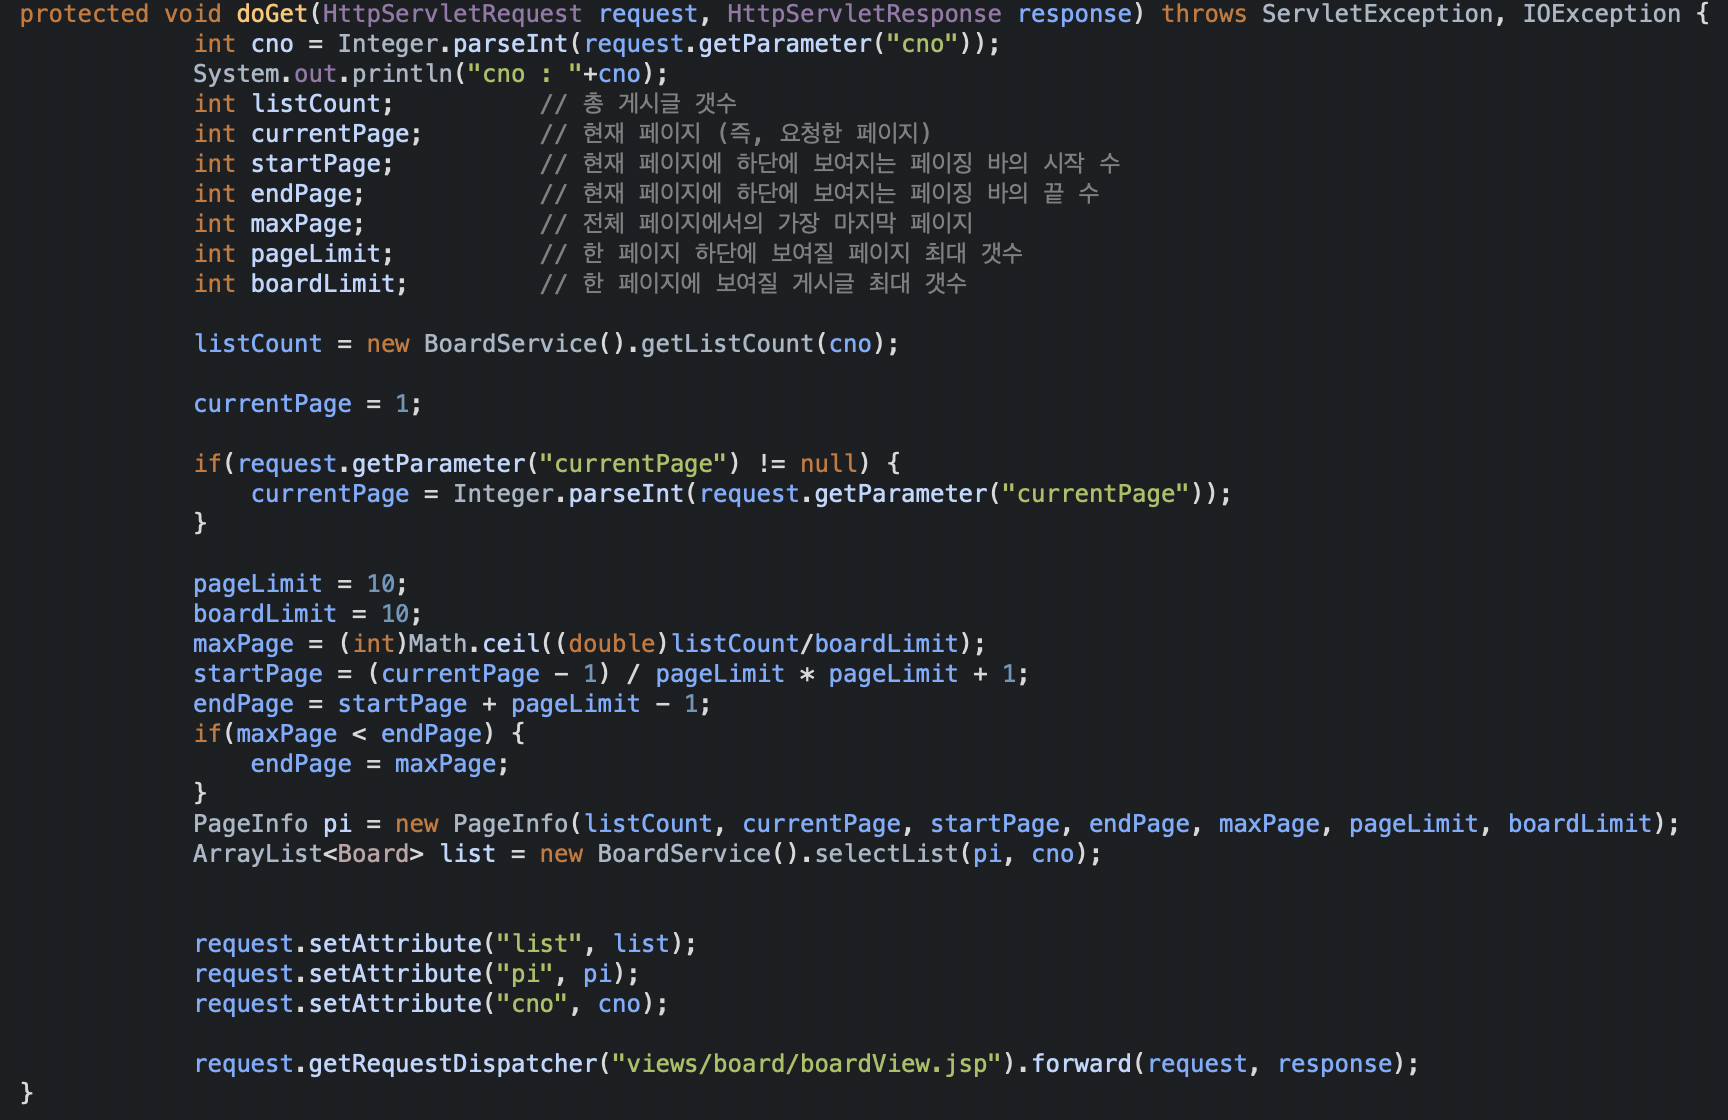 protected void doGet(HttpServletRequest request, HttpServletResponse response) throws ServletException, IOException {
int cno = Integer.parseInt(request.getParameter("cno"));
System.out.println("cno : "+cno);
int listCount; // 총 게시글 갯수
int currentPage; // 현재 페이지 (즉, 요청한 페이지)
int startPage; // 현재 페이지에 하단에 보여지는 페이징 바의 시작 수
int endPage; // 현재 페이지에 하단에 보여지는 페이징 바의 끝 수
int maxPage; // 전체 페이지에서의 가장 마지막 페이지
int pageLimit; // 한 페이지 하단에 보여질 페이지 최대 갯수
int boardLimit; // 한 페이지에 보여질 게시글 최대 갯수
listCount = new BoardService().getListCount(cno);
currentPage = 1;
if(request.getParameter("currentPage") != null) {
currentPage = Integer.parseInt(request.getParameter("currentPage"));
}
pageLimit = 10;
boardLimit = 10;
maxPage = (int)Math.ceil((double)listCount/boardLimit);
startPage = (currentPage - 1) / pageLimit * pageLimit + 1;
endPage = startPage + pageLimit - 1;
if(maxPage < endPage) {
endPage = maxPage;
}
PageInfo pi = new PageInfo(listCount, currentPage, startPage, endPage, maxPage, pageLimit, boardLimit);
ArrayList<Board> list = new BoardService().selectList(pi, cno);
request.setAttribute("list", list);
request.setAttribute("pi", pi);
request.setAttribute("cno", cno);
request.getRequestDispatcher("views/board/boardView.jsp").forward(request, response);
}